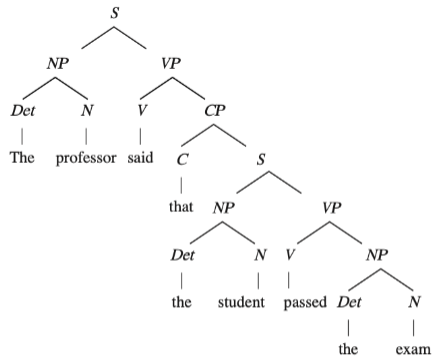 S
NP VP
Det N V CP
The professor said C S
that NP VP
Det N V NP
the student passed Det N
the exam